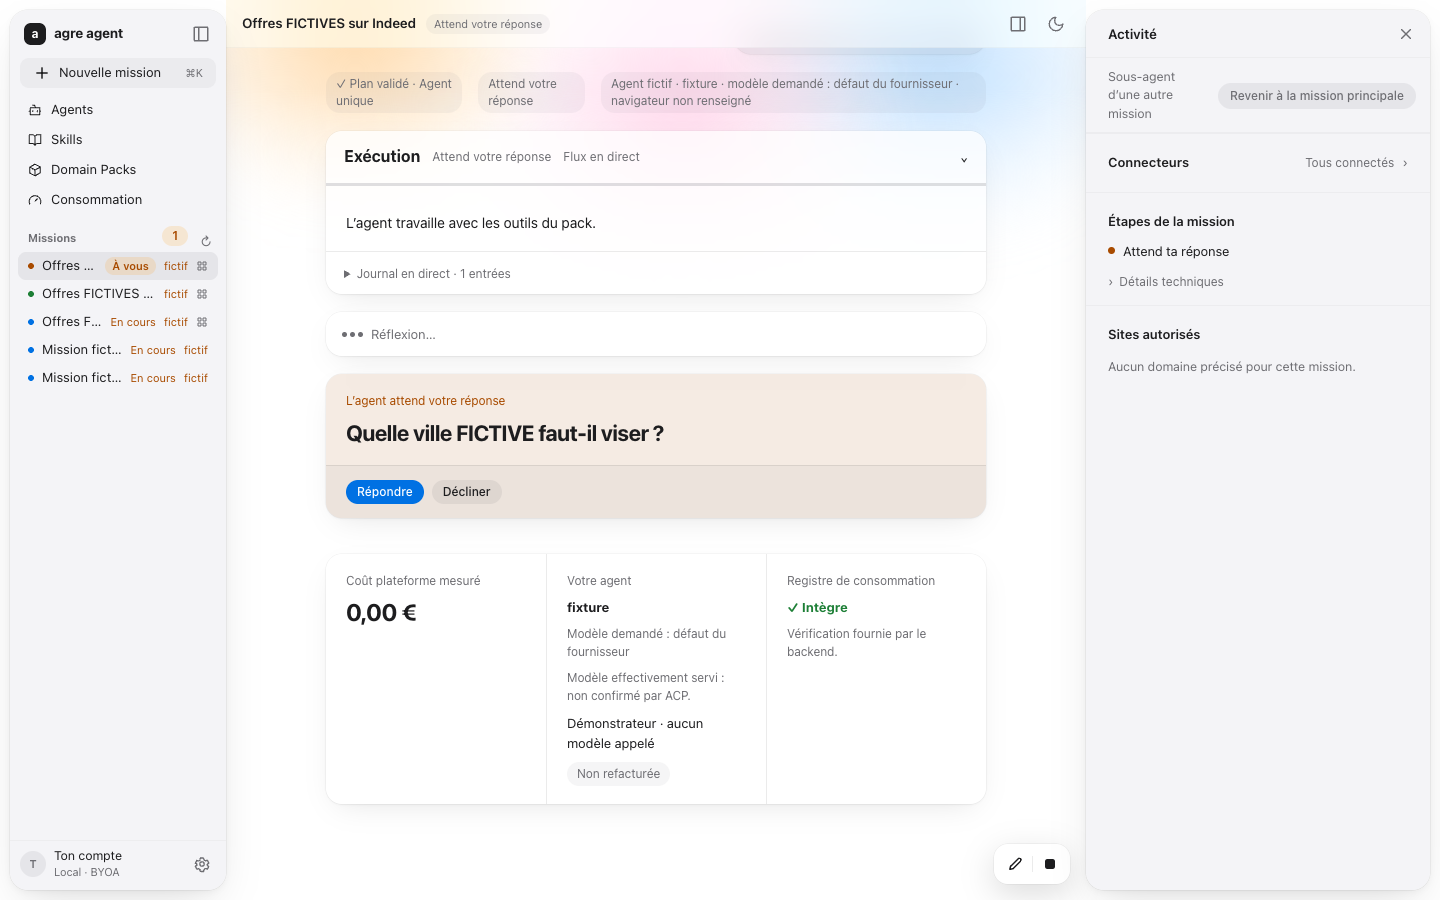 a agre agent
Nouvelle mission ⌘K
Agents
Skills
Domain Packs
Consommation
Missions 1
Offres ... À vous fictif
Offres FICTIVES ... fictif
Offres F... En cours fictif
Mission fict... En cours fictif
Mission fict... En cours fictif
T Ton compte
Local · BYOA
Offres FICTIVES sur Indeed Attend votre réponse
✓ Plan validé · Agent
unique
Attend votre
réponse
Agent fictif · fixture · modèle demandé : défaut du fournisseur ·
navigateur non renseigné
Exécution Attend votre réponse Flux en direct
L'agent travaille avec les outils du pack.
Journal en direct · 1 entrées
Réflexion...
L'agent attend votre réponse
Quelle ville FICTIVE faut-il viser ?
Répondre Décliner
Coût plateforme mesuré
0,00 €
Votre agent
fixture
Modèle demandé : défaut du
fournisseur
Modèle effectivement servi :
non confirmé par ACP.
Démonstrateur · aucun
modèle appelé
Non refacturée
Registre de consommation
✓ Intègre
Vérification fournie par le
backend.
Activité
Sous-agent
d'une autre
mission
Revenir à la mission principale
Connecteurs Tous connectés ›
Étapes de la mission
Attend ta réponse
› Détails techniques
Sites autorisés
Aucun domaine précisé pour cette mission.